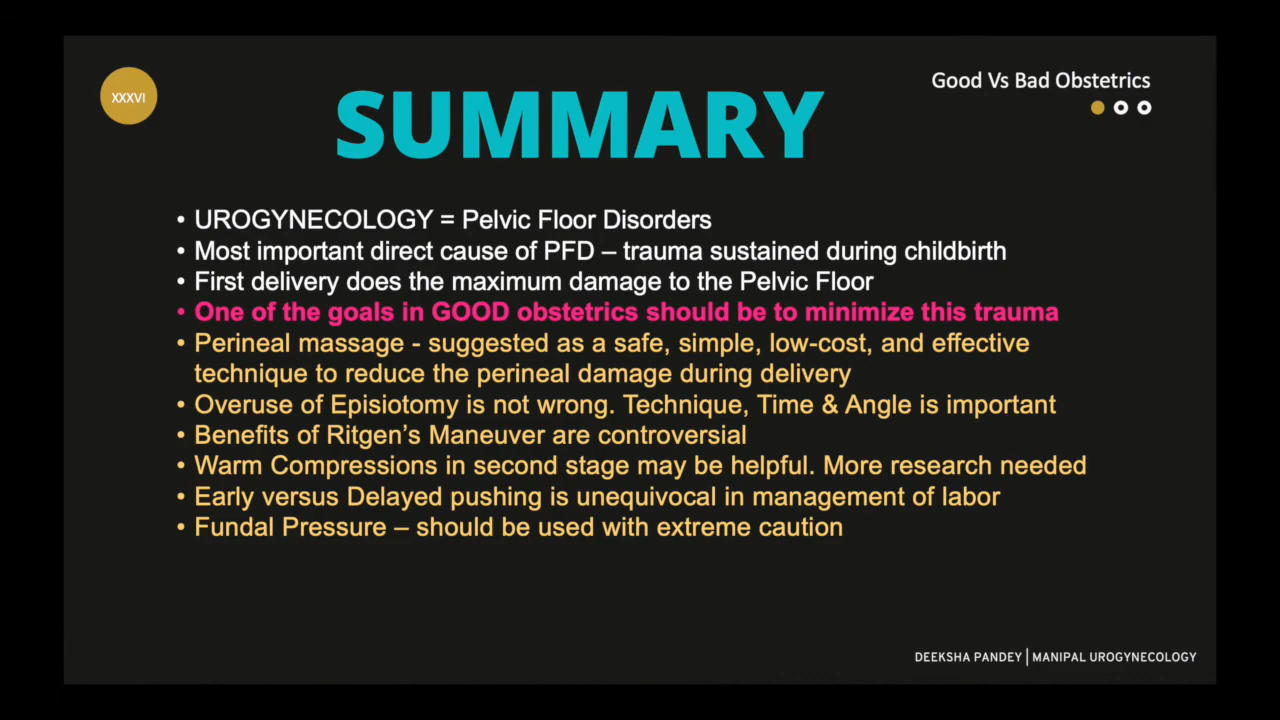 XXXVI
SUMMARY
Good Vs Bad Obstetrics
• UROGYNECOLOGY = Pelvic Floor Disorders
• Most important direct cause of PFD – trauma sustained during childbirth
• First delivery does the maximum damage to the Pelvic Floor
• One of the goals in GOOD obstetrics should be to minimize this trauma
• Perineal massage - suggested as a safe, simple, low-cost, and effective
technique to reduce the perineal damage during delivery
• Overuse of Episiotomy is not wrong. Technique, Time & Angle is important
• Benefits of Ritgen’s Maneuver are controversial
• Warm Compressions in second stage may be helpful. More research needed
• Early versus Delayed pushing is unequivocal in management of labor
• Fundal Pressure – should be used with extreme caution
DEEKSHA PANDEY | MANIPAL UROGYNECOLOGY